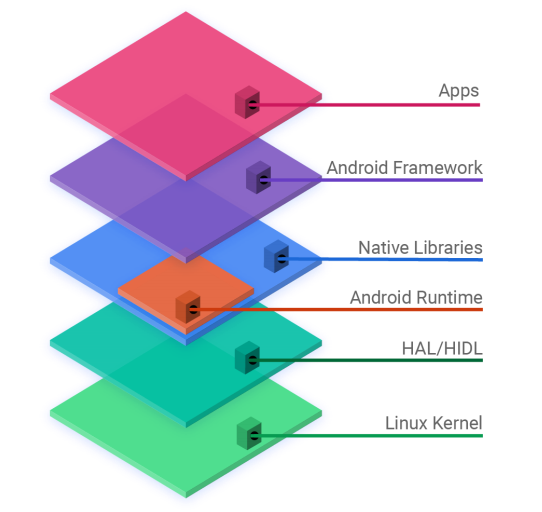 Apps
Android Framework
Native Libraries
Android Runtime
HAL/HIDL
Linux Kernel